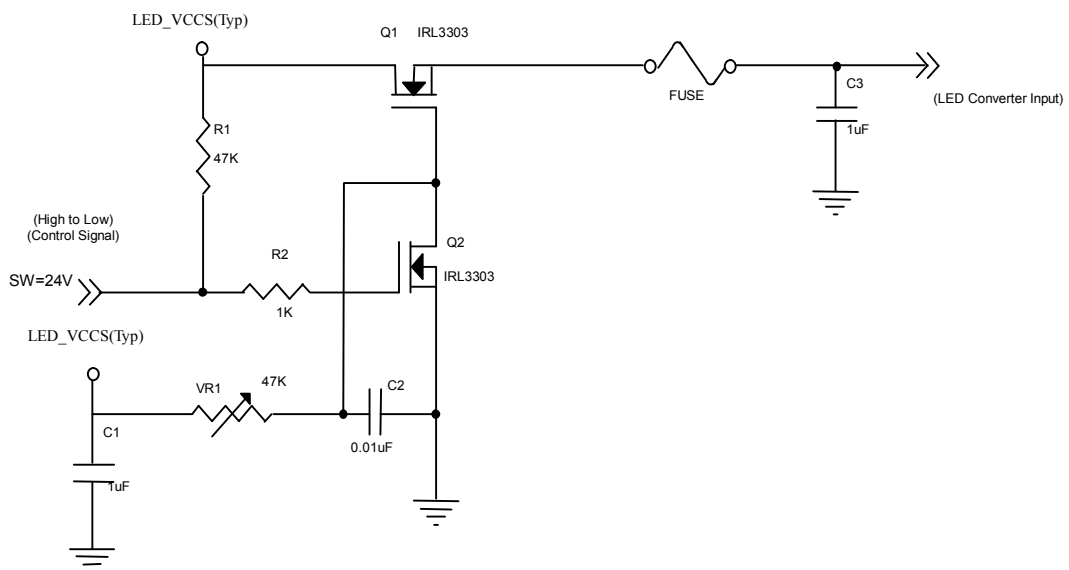 LED_VCCS(Typ)
Q1 IRL3303
FUSE
C3
1uF
(LED Converter Input)
R1
47K
(High to Low)
(Control Signal)
SW=24V
R2
1K
Q2
IRL3303
LED_VCCS(Typ)
VR1 47K
C2
0.01uF
C1
1uF